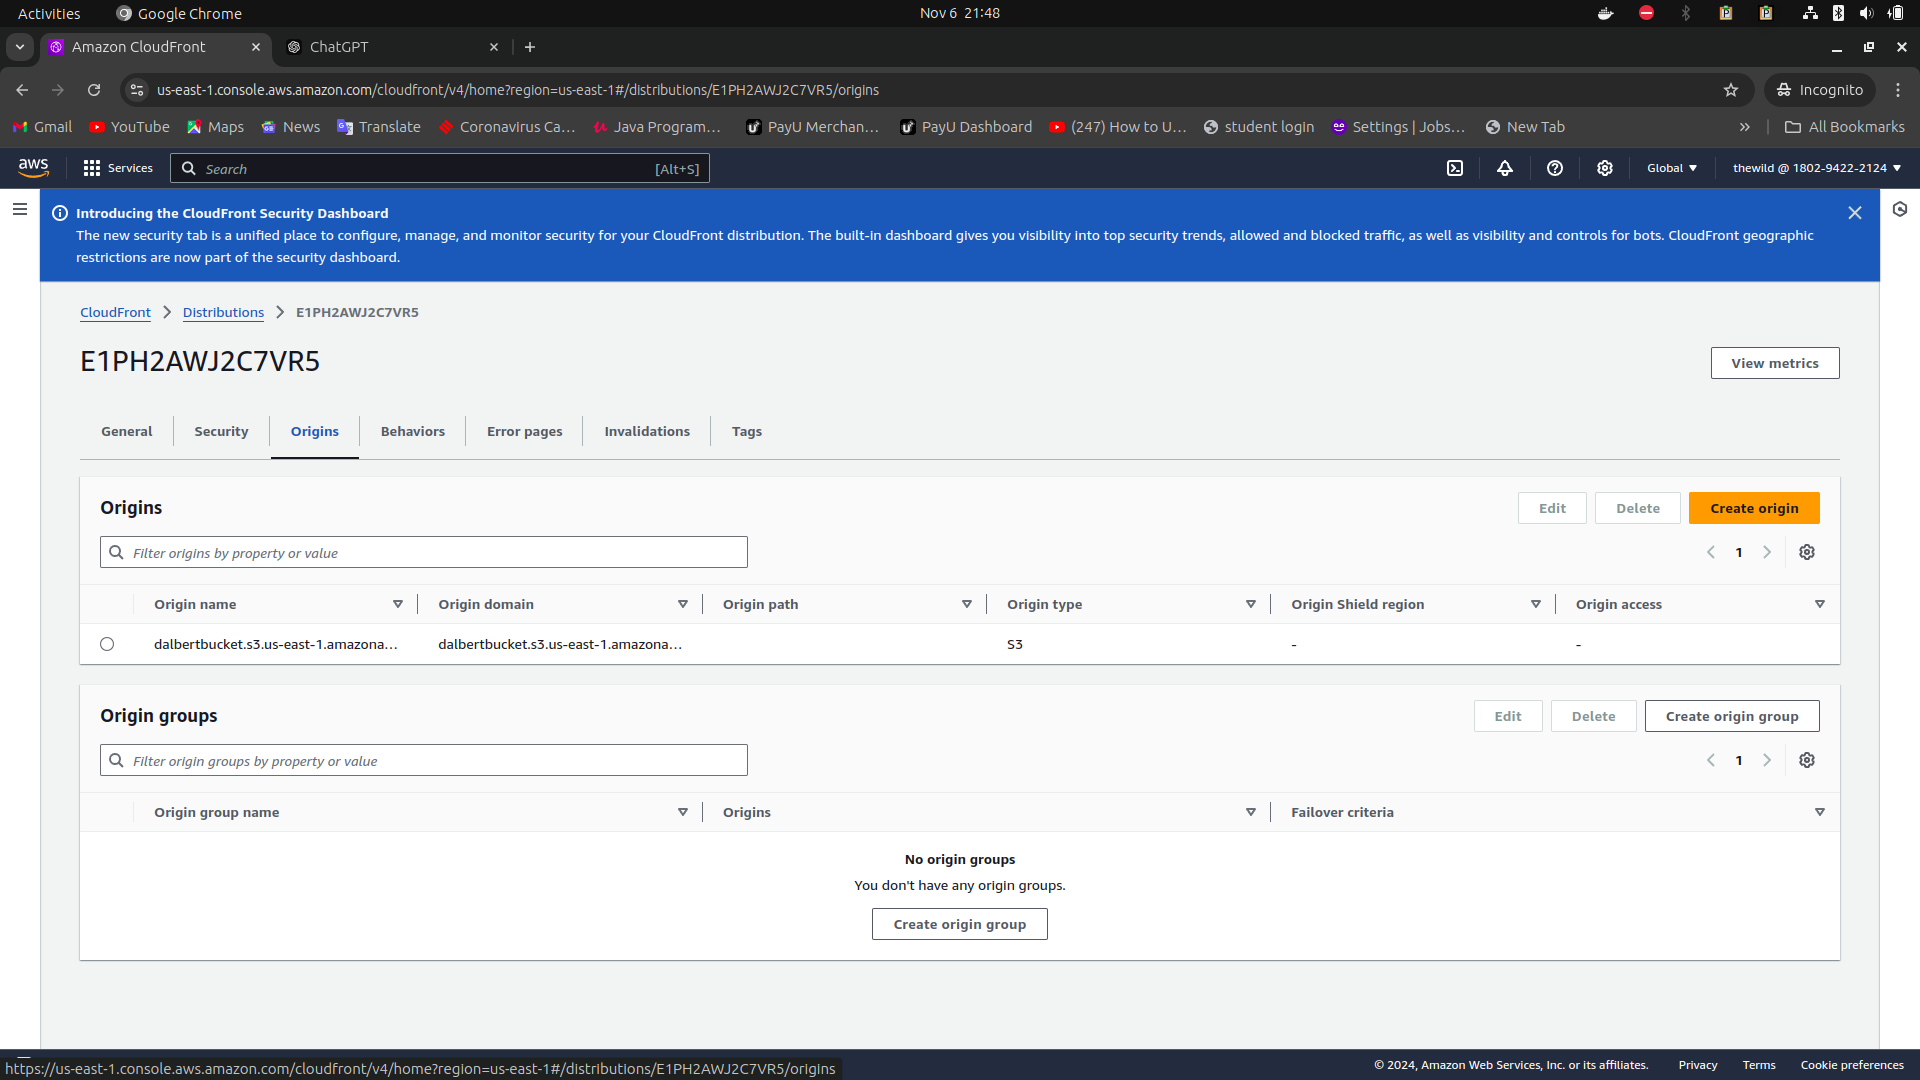 Activities
Google Chrome
Nov 6 21:48
Amazon CloudFront
ChatGPT
us-east-1.console.aws.amazon.com/cloudfront/v4/home?region=us-east-1#/distributions/E1PH2AWJ2C7VR5/origins
Incognito
Gmail
YouTube
Maps
News
Translate
Coronavirus Ca...
Java Program...
PayU Merchan...
PayU Dashboard
(247) How to U...
student login
Settings | Jobs...
New Tab
All Bookmarks
aws
Services
Search
[Alt+S]
Global
thewild @ 1802-9422-2124
Introducing the CloudFront Security Dashboard
The new security tab is a unified place to configure, manage, and monitor security for your CloudFront distribution. The built-in dashboard gives you visibility into top security trends, allowed and blocked traffic, as well as visibility and controls for bots. CloudFront geographic
restrictions are now part of the security dashboard.
CloudFront
Distributions
E1PH2AWJ2C7VR5
E1PH2AWJ2C7VR5
View metrics
General
Security
Origins
Behaviors
Error pages
Invalidations
Tags
Origins
Edit
Delete
Create origin
Filter origins by property or value
1
Origin name
Origin domain
Origin path
Origin type
Origin Shield region
Origin access
dalbertbucket.s3.us-east-1.amazona...
dalbertbucket.s3.us-east-1.amazona...
S3
-
-
Origin groups
Edit
Delete
Create origin group
Filter origin groups by property or value
1
Origin group name
Origins
Failover criteria
No origin groups
You don't have any origin groups.
Create origin group
https://us-east-1.console.aws.amazon.com/cloudfront/v4/home?region=us-east-1#/distributions/E1PH2AWJ2C7VR5/origins
© 2024, Amazon Web Services, Inc. or its affiliates.
Privacy
Terms
Cookie preferences